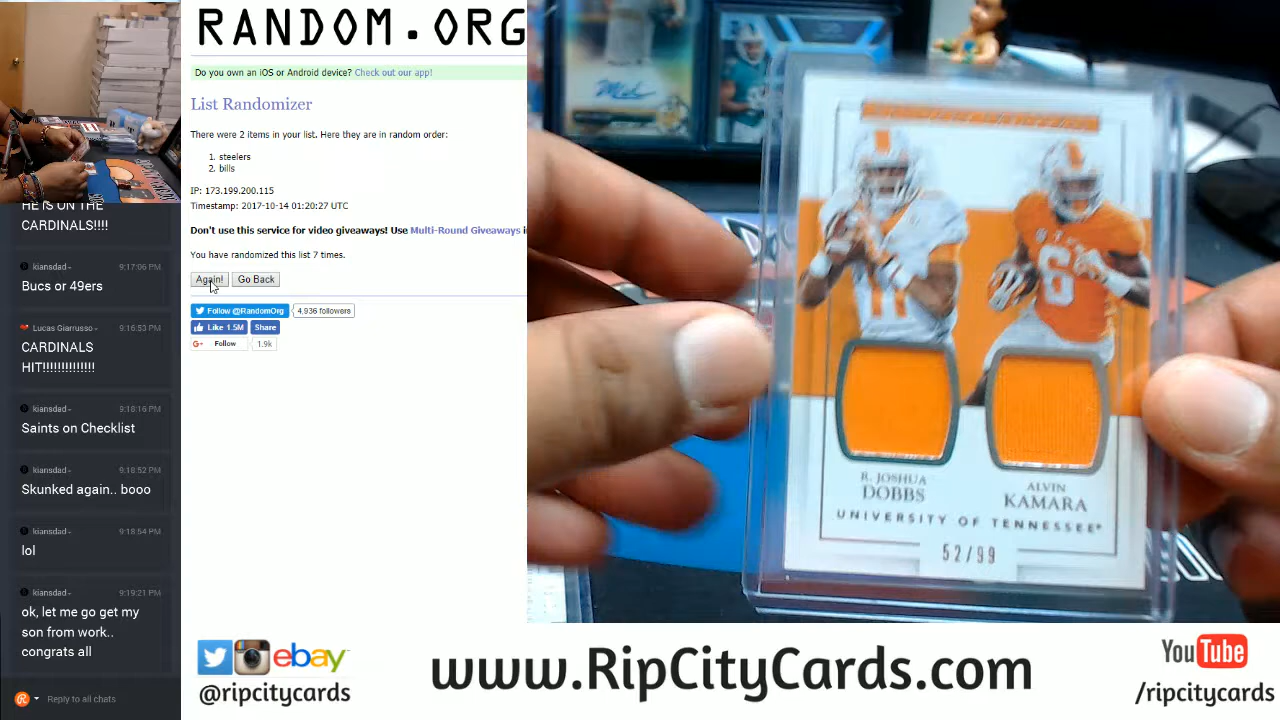 RANDOM.ORG
Do you own an iOS or Android device? Check out our app!
List Randomizer
There were 2 items in your list. Here they are in random order:
1. steelers
2. bills
IP: 173.199.200.115
Timestamp: 2017-10-14 01:20:27 UTC
Don't use this service for video giveaways! Use Multi-Round Giveaways i
You have randomized this list 7 times.
Again! Go Back
Follow @RandomOrg 4,936 followers
Like 1.5M Share
G+ Follow 1.9k
HE IS ON THE
CARDINALS!!!!
kiansdad 9:17:06 PM
Bucs or 49ers
Lucas Giarrusso 9:16:53 PM
CARDINALS
HIT!!!!!!!!!!!!!!
kiansdad 9:18:16 PM
Saints on Checklist
kiansdad 9:18:52 PM
Skunked again.. booo
kiansdad 9:18:54 PM
lol
kiansdad 9:19:21 PM
ok, let me go get my
son from work..
congrats all
Reply to all chats
11
6
R. JOSHUA
DOBBS
ALVIN
KAMARA
UNIVERSITY OF TENNESSEE
52/99
ebay
@ripcitycards
www.RipCityCards.com
YouTube
/ripcitycards